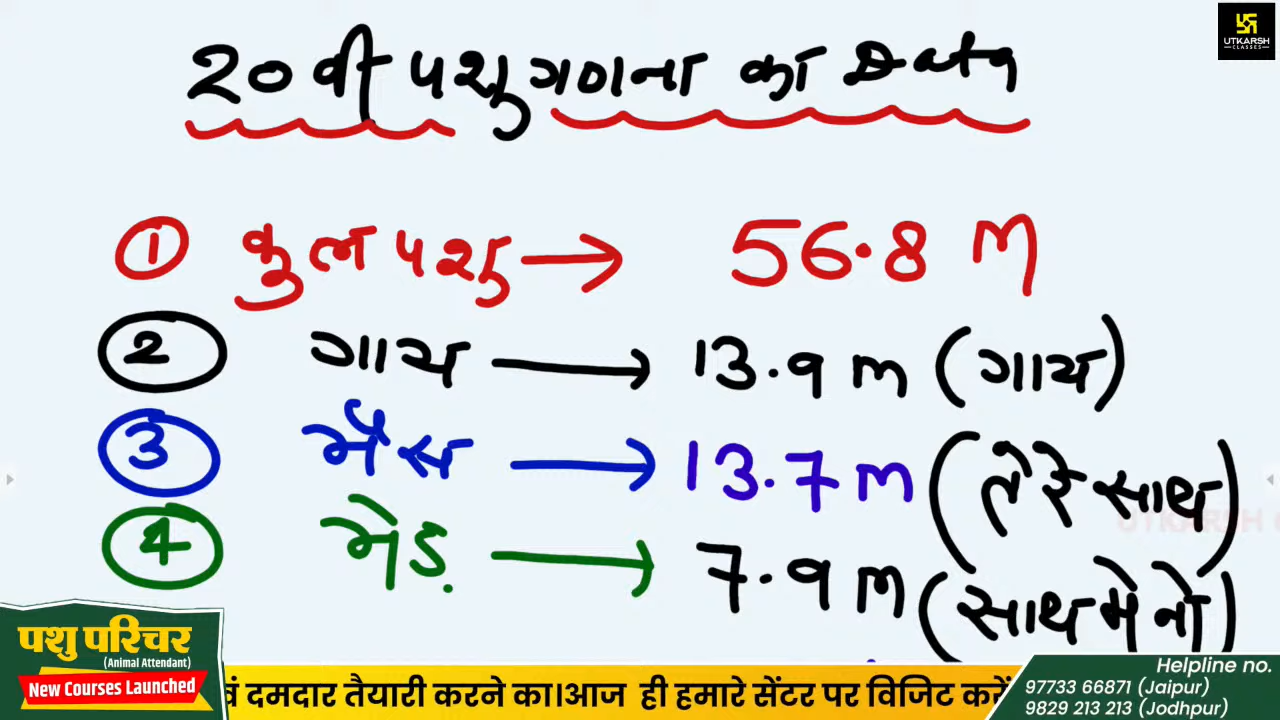 UTKARSH
CLASSES
20 वी पशुगणना का Data
1 कुल पशु → 56.8 M
2 गाय → 13.9 m (गाय)
3 भैंस → 13.7 m (तेरे साथ)
4 भेड़ → 7.9 m (साथ मे नो)
UTKARSH
पशु परिचर
(Animal Attendant)
New Courses Launched
वं दमदार तैयारी करने का।आज ही हमारे सेंटर पर विजिट करें
Helpline no.
97733 66871 (Jaipur)
9829 213 213 (Jodhpur)